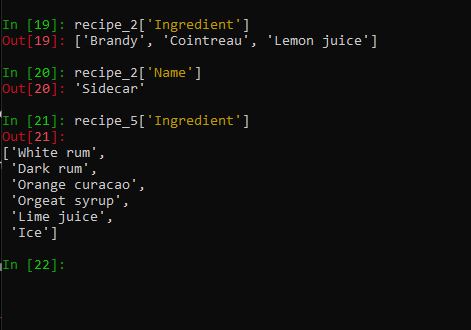 In [19]: recipe_2['Ingredient']
Out[19]: ['Brandy', 'Cointreau', 'Lemon juice']
In [20]: recipe_2['Name']
Out[20]: 'Sidecar'
In [21]: recipe_5['Ingredient']
Out[21]:
['White rum',
'Dark rum',
'Orange curacao',
'Orgeat syrup',
'Lime juice',
'Ice']
In [22]: